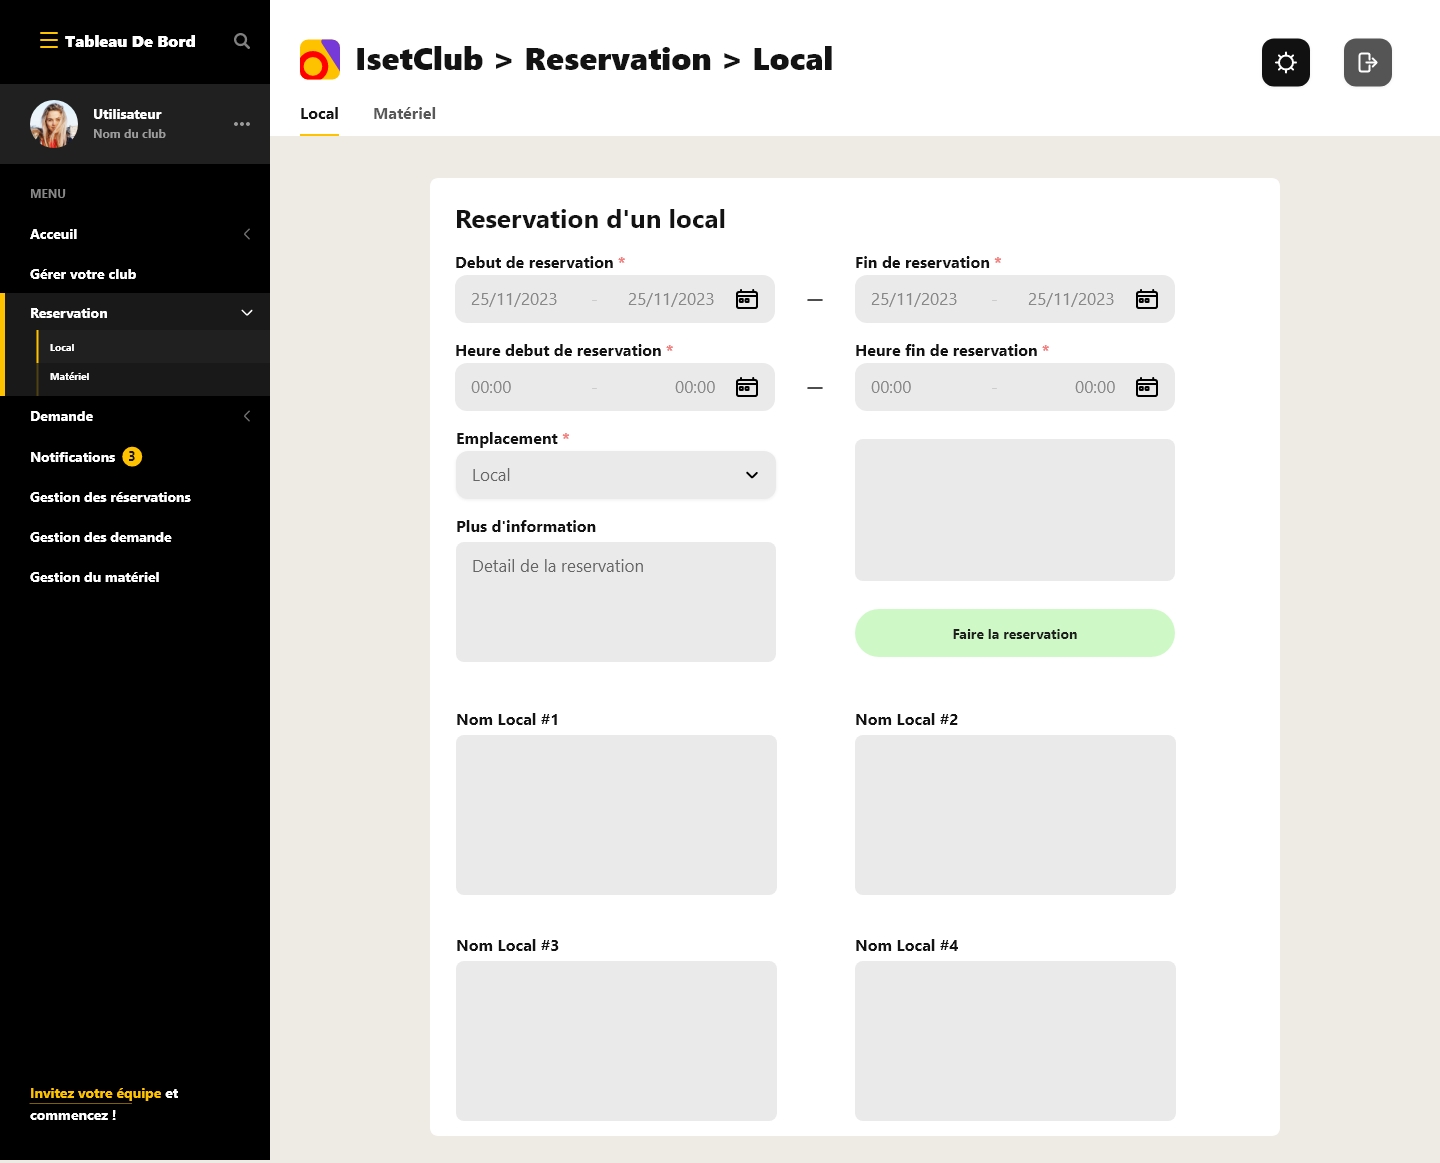 Tableau De Bord
Utilisateur
Nom du club
MENU
Acceuil
Gérer votre club
Reservation
Local
Matériel
Demande
Notifications 3
Gestion des réservations
Gestion des demande
Gestion du matériel
Invitez votre équipe et
commencez !
IsetClub > Reservation > Local
Local Matériel
Reservation d'un local
Debut de reservation * Fin de reservation *
25/11/2023 - 25/11/2023 — 25/11/2023 - 25/11/2023
Heure debut de reservation * Heure fin de reservation *
00:00 - 00:00 — 00:00 - 00:00
Emplacement *
Local
Plus d'information
Detail de la reservation
Faire la reservation
Nom Local #1 Nom Local #2
Nom Local #3 Nom Local #4